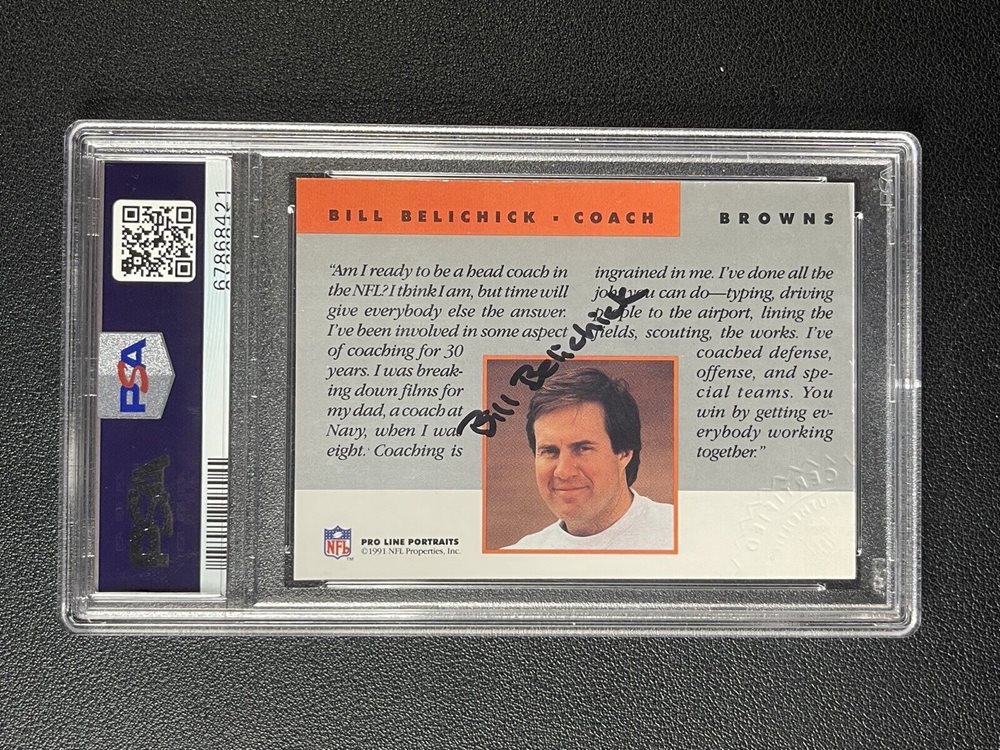 BILL BELICHICK · COACH BROWNS
“Am I ready to be a head coach in
the NFL? I think I am, but time will
give everybody else the answer.
I've been involved in some aspect
of coaching for 30
years. I was break-
ing down films for
my dad, a coach at
Navy, when I was
eight. Coaching is
ingrained in me. I've done all the
jobs you can do—typing, driving
people to the airport, lining the
fields, scouting, the works. I've
coached defense,
offense, and spe-
cial teams. You
win by getting ev-
erybody working
together.”
Bill Belichick
NFL
TM
PRO LINE PORTRAITS
©1991 NFL Properties, Inc.
67868421
PSA
PSA